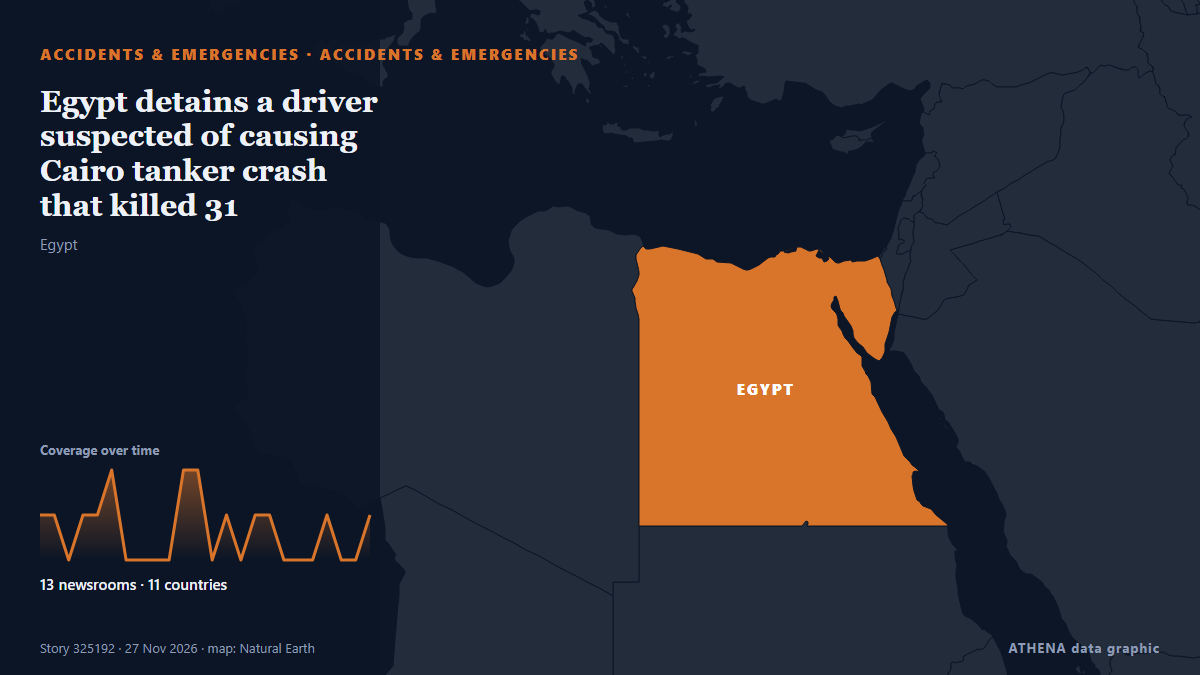 ACCIDENTS & EMERGENCIES · ACCIDENTS & EMERGENCIES
Egypt detains a driver
suspected of causing
Cairo tanker crash
that killed 31
Egypt
EGYPT
Coverage over time
13 newsrooms · 11 countries
Story 325192 · 27 Nov 2026 · map: Natural Earth
ATHENA data graphic